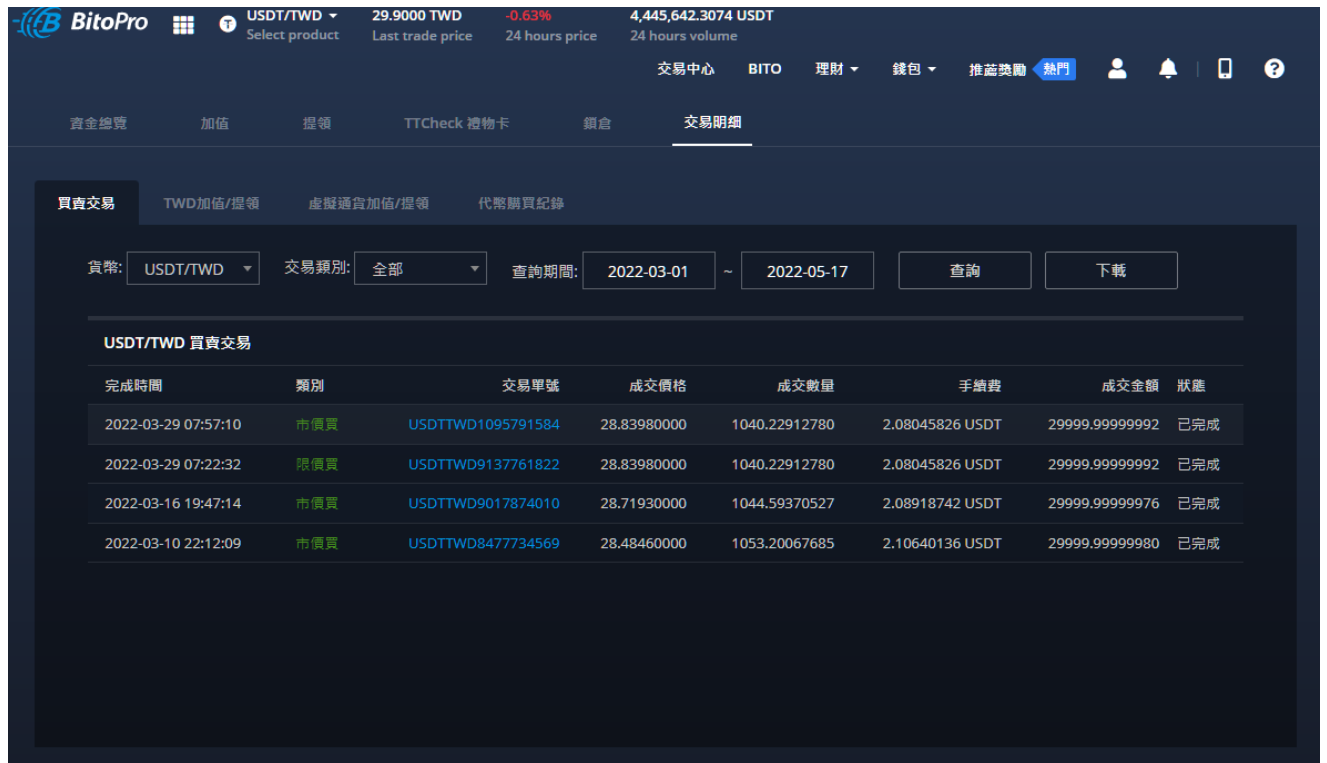 BitoPro
USDT/TWD 29.9000 TWD -0.63% 4,445,642.3074 USDT
Select product Last trade price 24 hours price 24 hours volume
交易中心 BITO 理財 錢包 推薦獎勵 熱門
資金總覽 加值 提領 TTCheck 禮物卡 鎖倉 交易明細
買賣交易 TWD加值/提領 虛擬通貨加值/提領 代幣購買紀錄
貨幣: USDT/TWD 交易類別: 全部 查詢期間: 2022-03-01 ~ 2022-05-17 查詢 下載
USDT/TWD 買賣交易
完成時間 類別 交易單號 成交價格 成交數量 手續費 成交金額 狀態
2022-03-29 07:57:10 市價買 USDTTWD1095791584 28.83980000 1040.22912780 2.08045826 USDT 29999.99999992 已完成
2022-03-29 07:22:32 限價買 USDTTWD9137761822 28.83980000 1040.22912780 2.08045826 USDT 29999.99999992 已完成
2022-03-16 19:47:14 市價買 USDTTWD9017874010 28.71930000 1044.59370527 2.08918742 USDT 29999.99999976 已完成
2022-03-10 22:12:09 市價買 USDTTWD8477734569 28.48460000 1053.20067685 2.10640136 USDT 29999.99999980 已完成